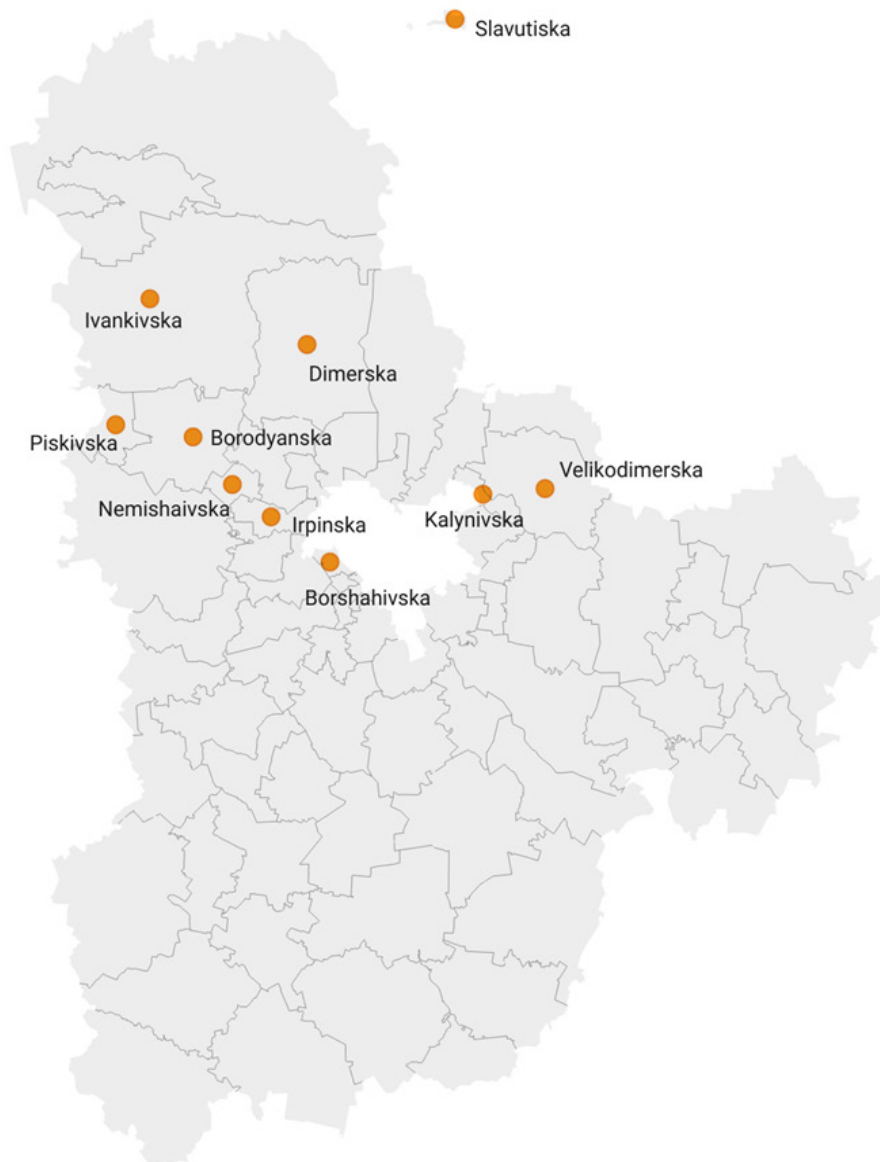 Slavutiska
Ivankivska
Dimerska
Piskivska
Borodyanska
Velikodimerska
Nemishaivska
Irpinska
Kalynivska
Borshahivska